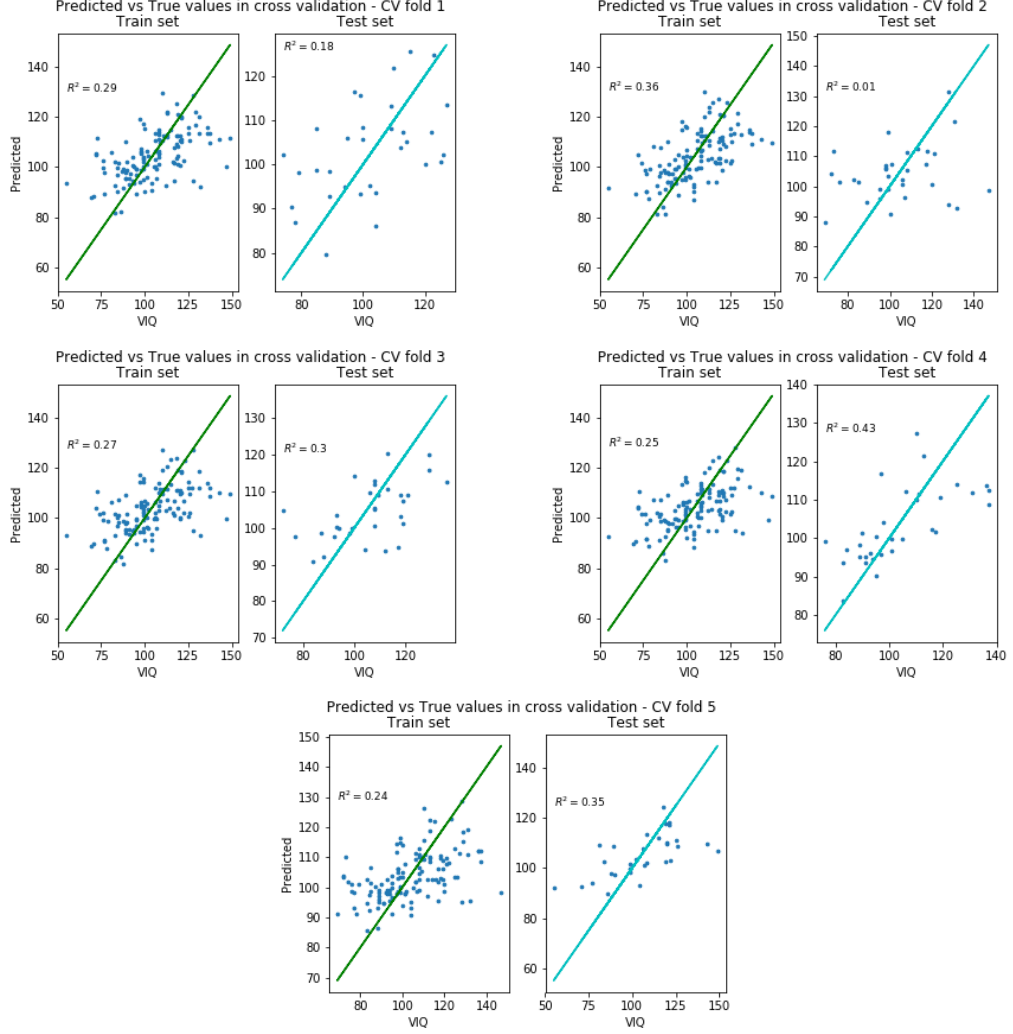 Predicted vs True values in cross validation - CV fold 1
Train set
Test set
R² = 0.29
R² = 0.18
Predicted
140
120
100
80
60
50
75
100
125
150
VIQ
120
110
100
90
80
80
100
120
VIQ
Predicted vs True values in cross validation - CV fold 2
Train set
Test set
R² = 0.36
R² = 0.01
Predicted
140
120
100
80
60
50
75
100
125
150
VIQ
150
140
130
120
110
100
90
80
70
80
100
120
140
VIQ
Predicted vs True values in cross validation - CV fold 3
Train set
Test set
R² = 0.27
R² = 0.3
Predicted
140
120
100
80
60
50
75
100
125
150
VIQ
130
120
110
100
90
80
70
80
100
120
VIQ
Predicted vs True values in cross validation - CV fold 4
Train set
Test set
R² = 0.25
R² = 0.43
Predicted
140
120
100
80
60
50
75
100
125
150
VIQ
140
130
120
110
100
90
80
80
100
120
140
VIQ
Predicted vs True values in cross validation - CV fold 5
Train set
Test set
R² = 0.24
R² = 0.35
Predicted
150
140
130
120
110
100
90
80
70
80
100
120
140
VIQ
140
120
100
80
60
50
75
100
125
150
VIQ